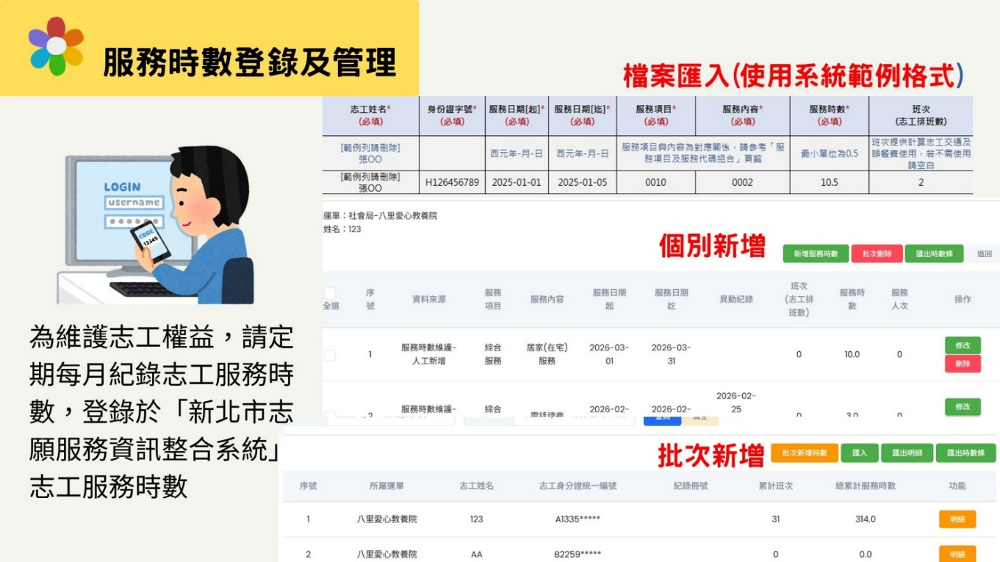 服務時數登錄及管理
檔案匯入(使用系統範例格式)
志工姓名* 身份證字號* 服務日期[起]* 服務日期[迄]* 服務項目* 服務內容* 服務時數* 班次
(必填) (必填) (必填) (必填) (必填) (必填) (必填) (志工排班數)
[範例列請刪除] 服務項目與內容為對應關係,請參考「服 班次提供計算志工交通及
張OO 西元年-月-日 西元年-月-日 務項目及服務代碼組合」頁籤 最小單位為0.5 誤餐費使用,若不需使用
請空白
[範例列請刪除]
張OO H126456789 2025-01-01 2025-01-05 0010 0002 10.5 2
LOGIN
username
CODE
12345
運單:社會局-八里愛心教養院
姓名:123
個別新增
新增服務時數 批次刪除 匯出時數條 返回
全選 序號 資料來源 服務項目 服務內容 服務日期起 服務日期訖 異動紀錄 班次(志工排班數) 服務時數 服務人次 操作
1 服務時數維護- 綜合 居家(在宅) 2026-03- 2026-03- 0 10.0 0 修改
人工新增 服務 服務 01 31 刪除
2026-02-
2 服務時數維護- 綜合 電話諮商 2026-02- 2026-02- 25 0 3.0 0 修改
為維護志工權益,請定
期每月紀錄志工服務時
數,登錄於「新北市志
願服務資訊整合系統」
志工服務時數
批次新增
批次新增時數 匯入 匯出明細 匯出時數條
序號 所屬運單 志工姓名 志工身分證統一編號 紀錄冊號 累計班次 總累計服務時數 功能
1 八里愛心教養院 123 A1335***** 31 314.0 明細
2 八里愛心教養院 AA B2259***** 0 0.0 明細